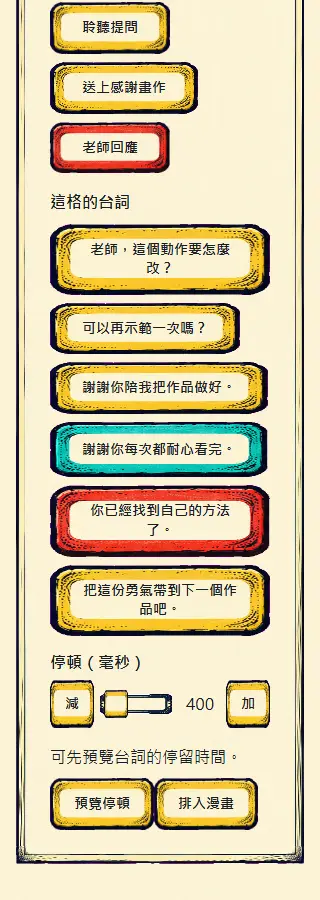 聆聽提問
送上感謝畫作
老師回應
這格的台詞
老師，這個動作要怎麼
改？
可以再示範一次嗎？
謝謝你陪我把作品做好。
謝謝你每次都耐心看完。
你已經找到自己的方法
了。
把這份勇氣帶到下一個作
品吧。
停頓（毫秒）
減 400 加
可先預覽台詞的停留時間。
預覽停頓 排入漫畫